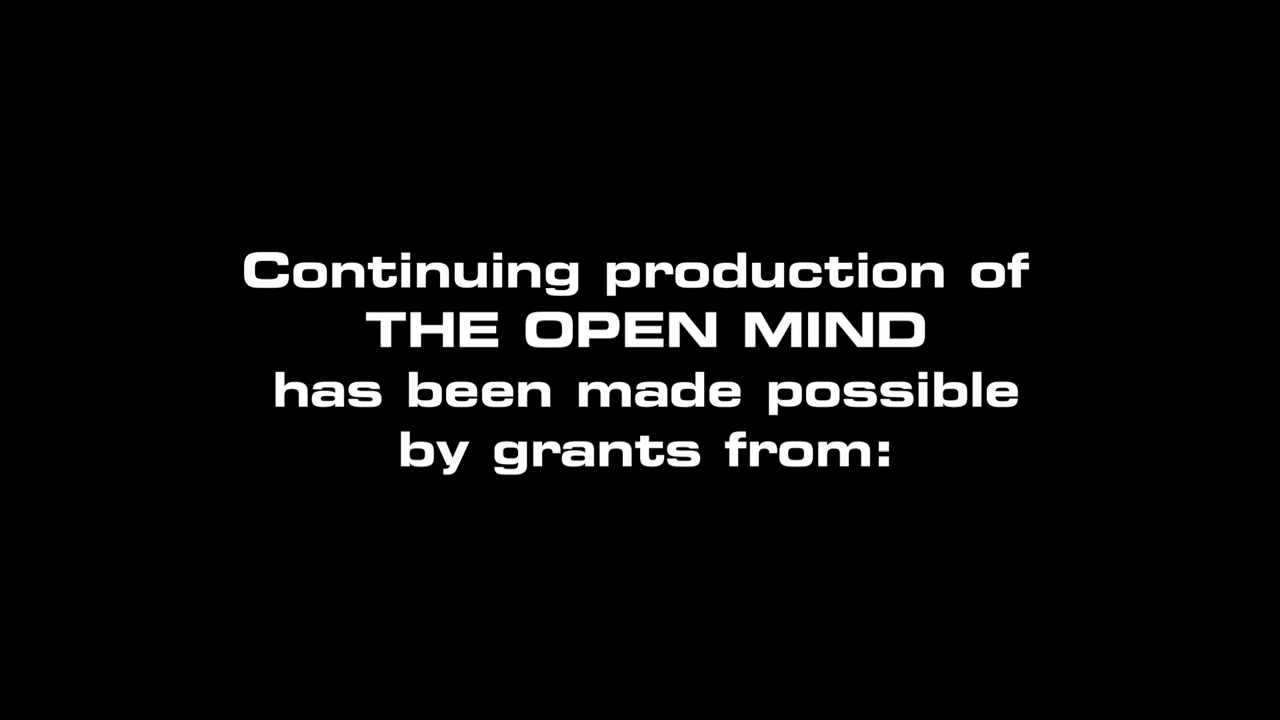 Continuing production of
THE OPEN MIND
has been made possible
by grants from: